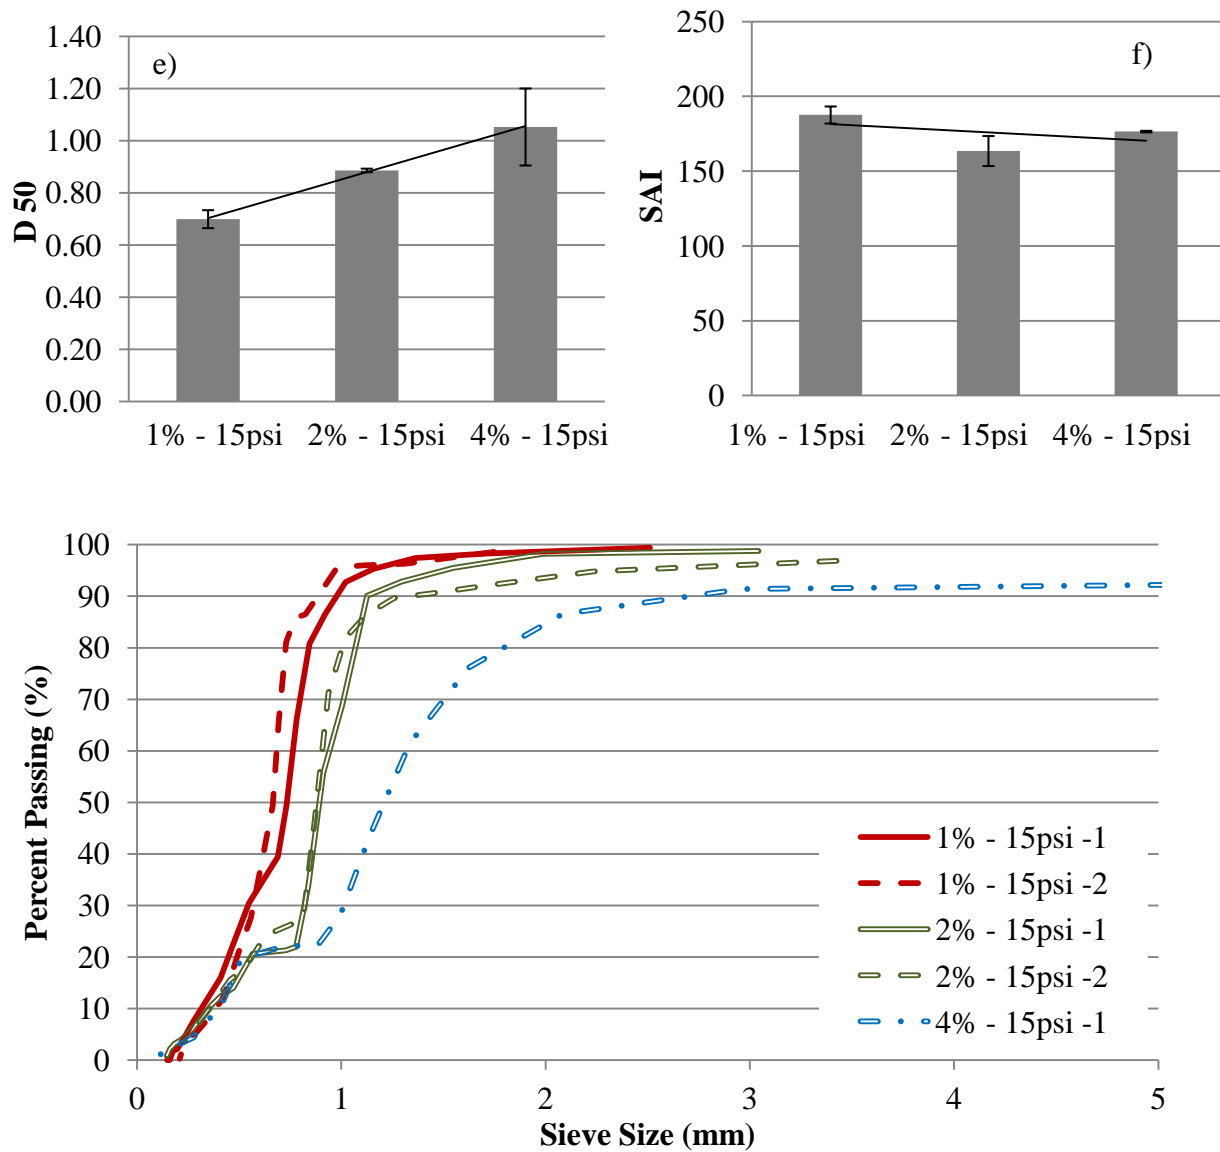 e)
D 50
1.40
1.20
1.00
0.80
0.60
0.40
0.20
0.00
1% - 15psi 2% - 15psi 4% - 15psi
f)
SAI
250
200
150
100
50
0
1% - 15psi 2% - 15psi 4% - 15psi
Percent Passing (%)
100
90
80
70
60
50
40
30
20
10
0
0 1 2 3 4 5
Sieve Size (mm)
1% - 15psi -1
1% - 15psi -2
2% - 15psi -1
2% - 15psi -2
4% - 15psi -1